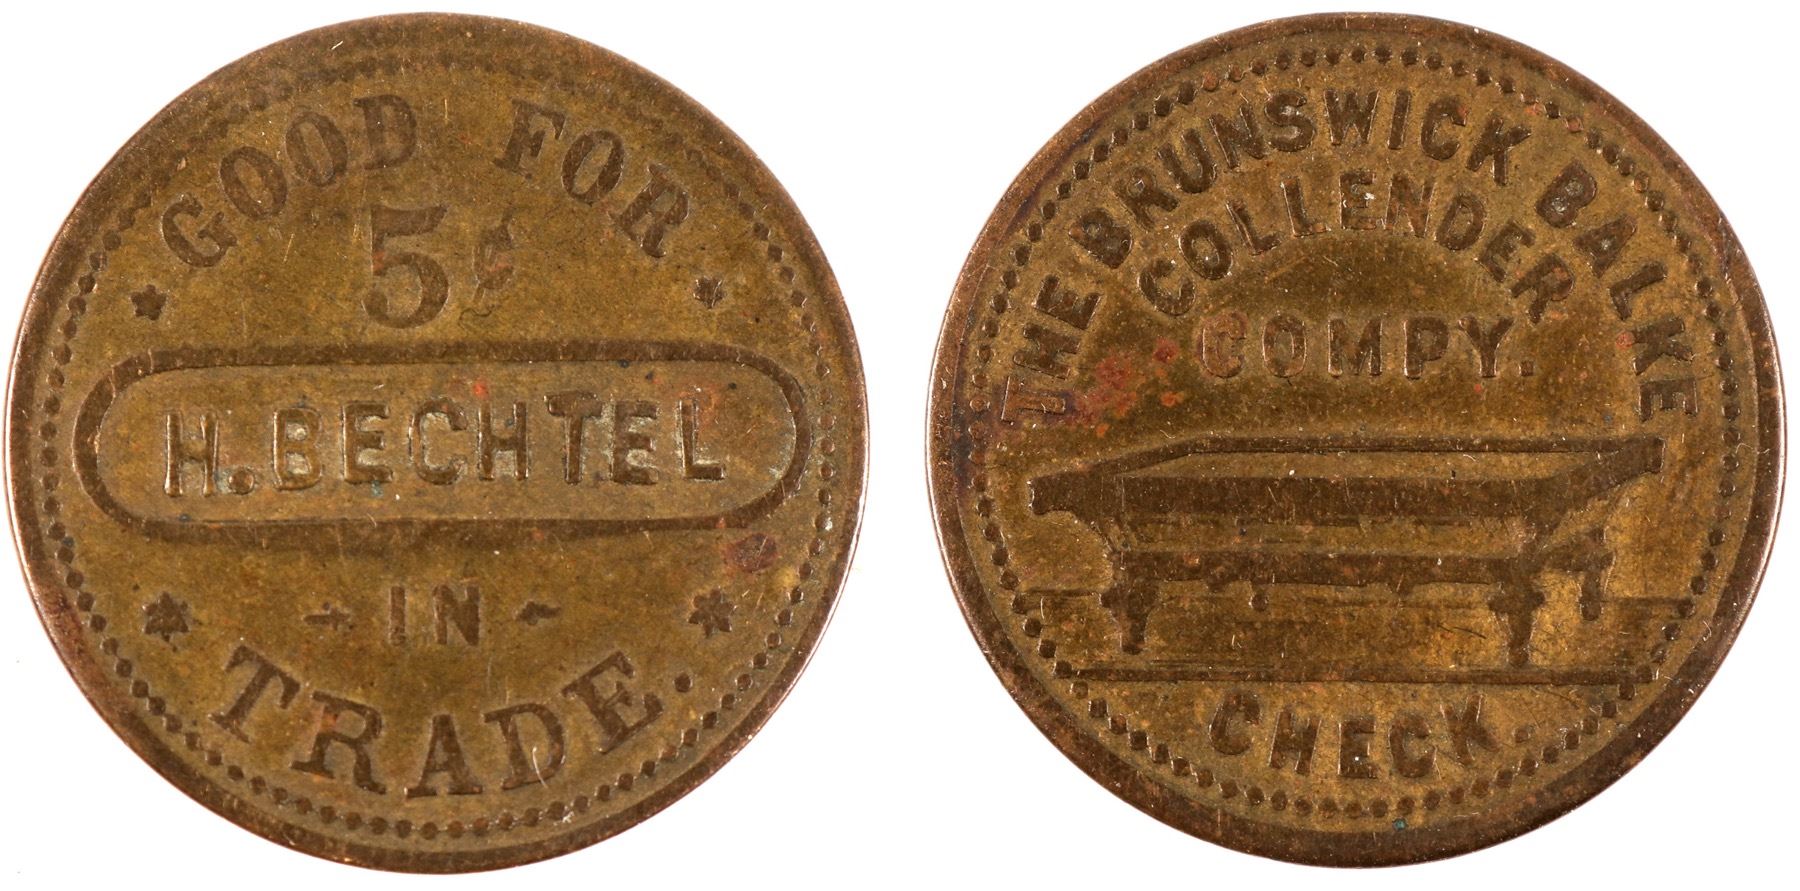 GOOD FOR
5¢
H. BECHTEL
IN
TRADE.
THE BRUNSWICK BALKE
COLLENDER
COMPY.
CHECK.